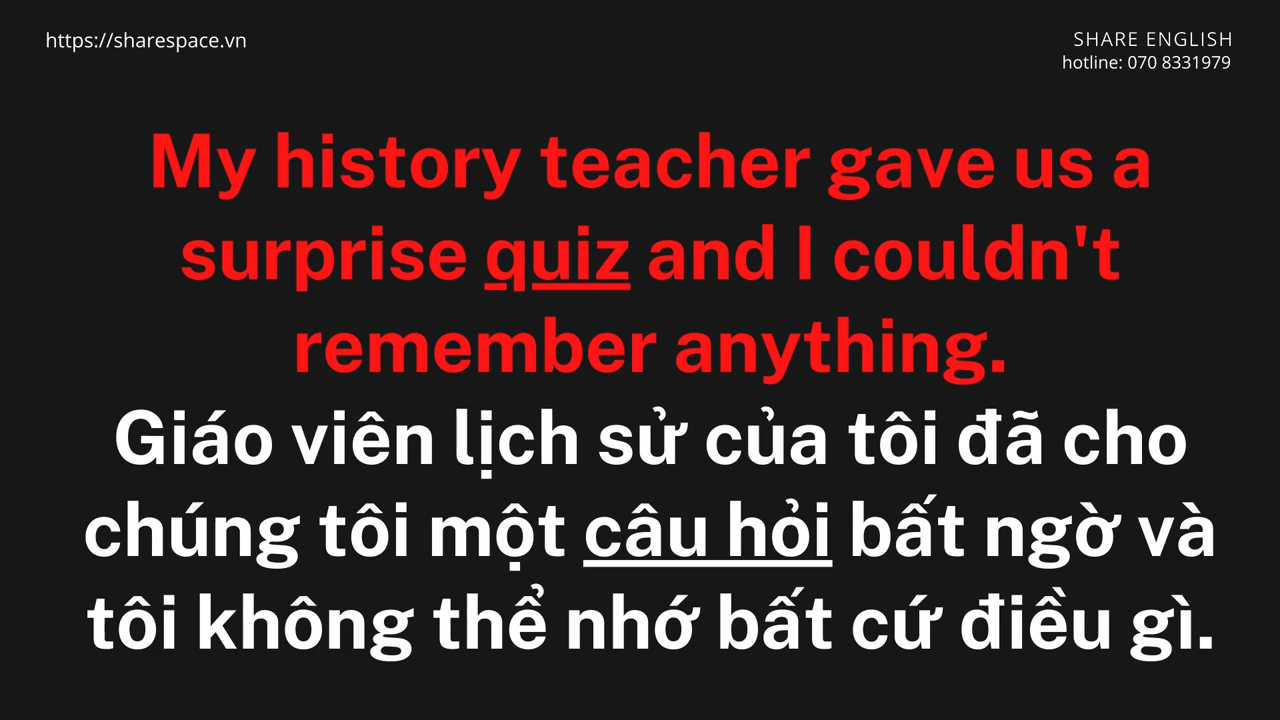 https://sharespace.vn
SHARE ENGLISH
hotline: 070 8331979
My history teacher gave us a
surprise quiz and I couldn't
remember anything.
Giáo viên lịch sử của tôi đã cho
chúng tôi một câu hỏi bất ngờ và
tôi không thể nhớ bất cứ điều gì.